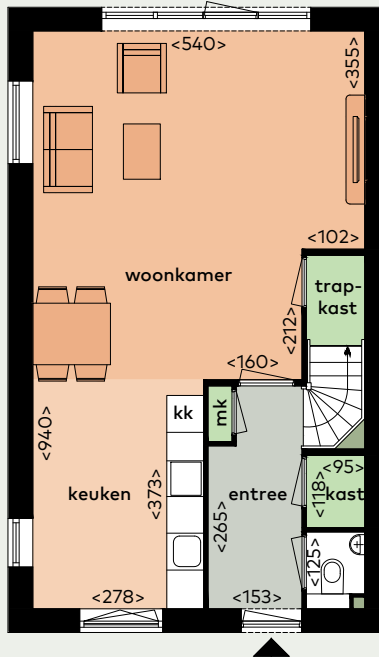 <540>
<355>
<102>
woonkamer
trap-
kast
<212>
<160>
kk
mk
<940>
keuken
<373>
entree
<265>
<95>
<118>
kast
<125>
<278>
<153>